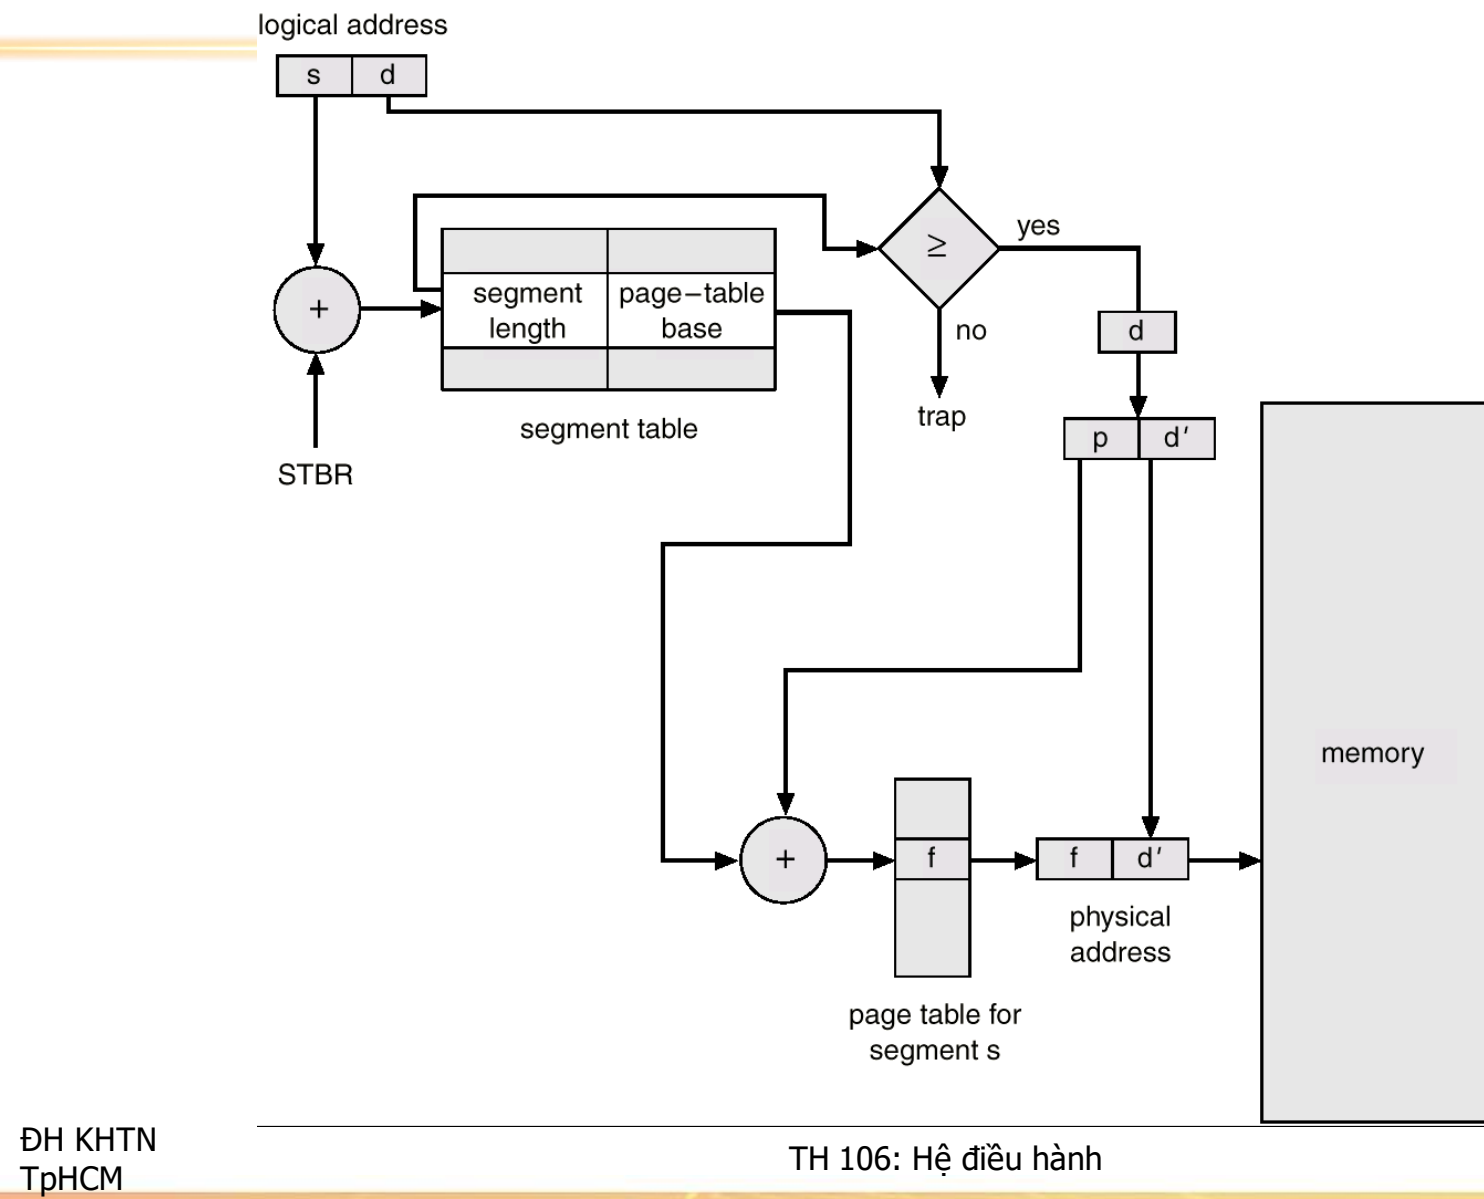 logical address
s d
≥
yes
segment length
page–table base
+
no
d
trap
segment table
p d′
STBR
memory
+
f
f d′
physical address
page table for segment s
ĐH KHTN
TpHCM
TH 106: Hệ điều hành